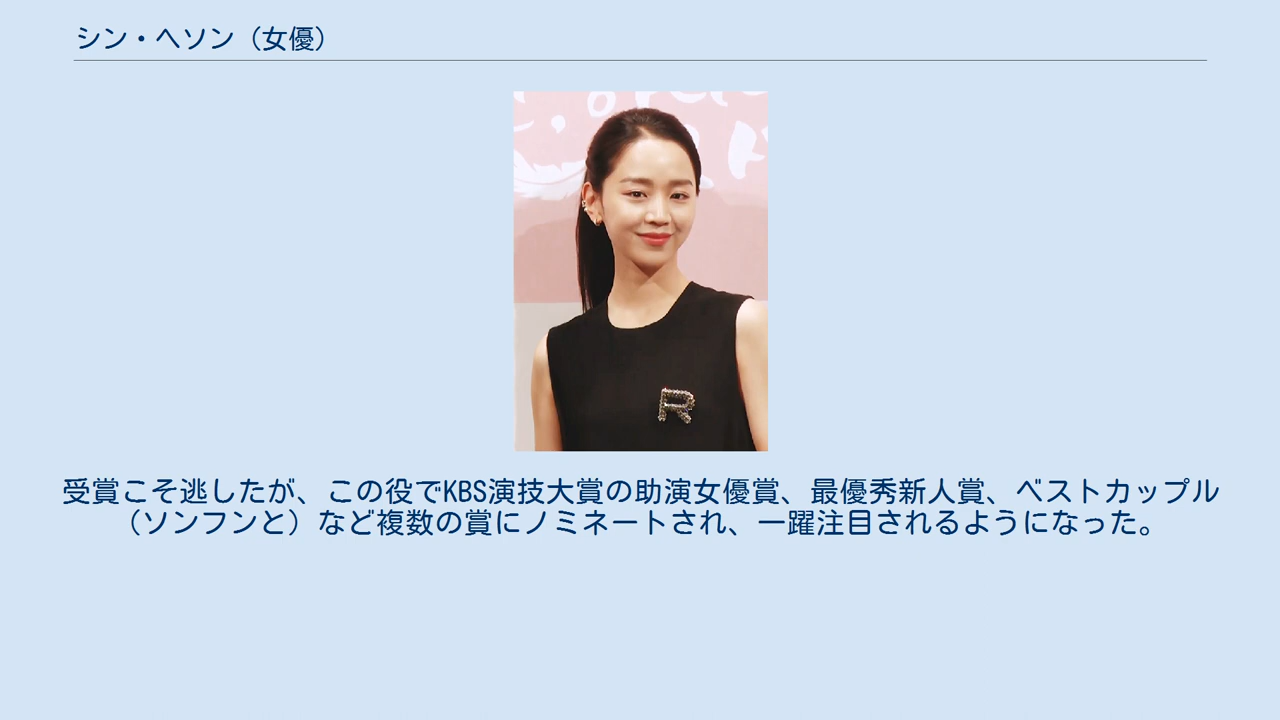 シン・ヘソン（女優）
R
受賞こそ逃したが、この役でKBS演技大賞の助演女優賞、最優秀新人賞、ベストカップル
（ソンフンと）など複数の賞にノミネートされ、一躍注目されるようになった。